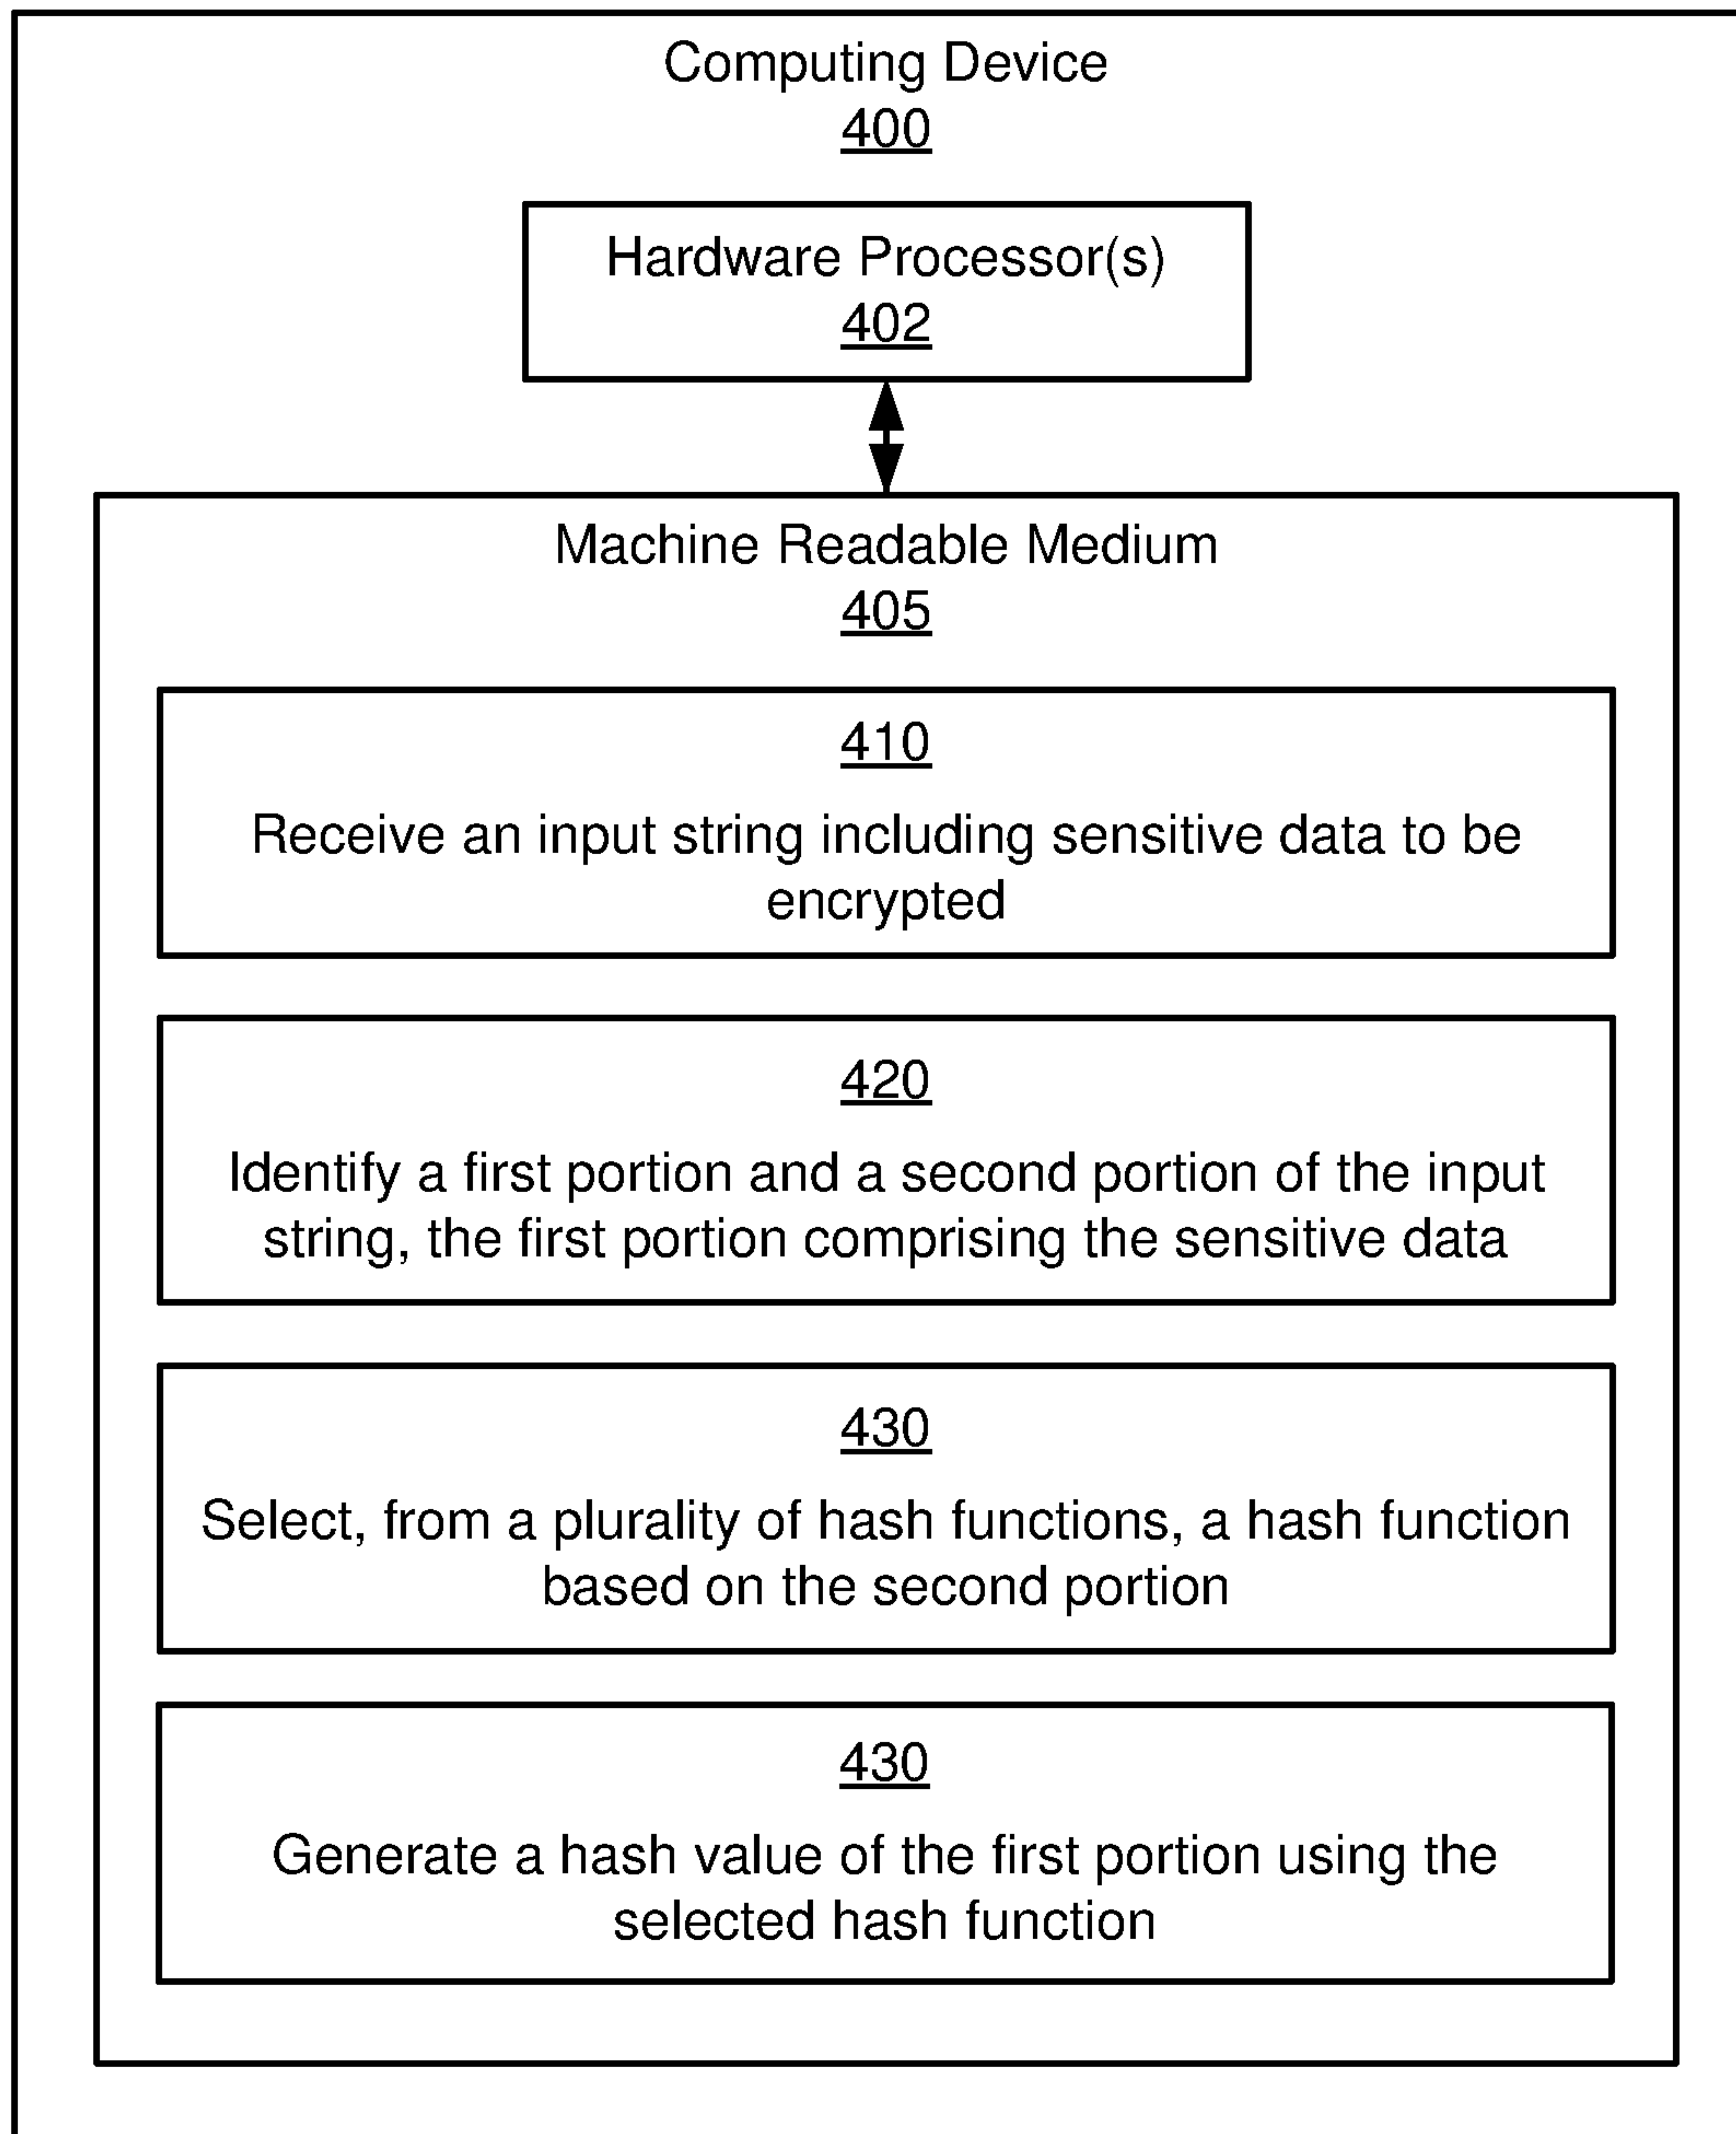 Computing Device
400
Hardware Processor(s)
402
Machine Readable Medium
405
410
Receive an input string including sensitive data to be
encrypted
420
Identify a first portion and a second portion of the input
string, the first portion comprising the sensitive data
430
Select, from a plurality of hash functions, a hash function
based on the second portion
430
Generate a hash value of the first portion using the
selected hash function